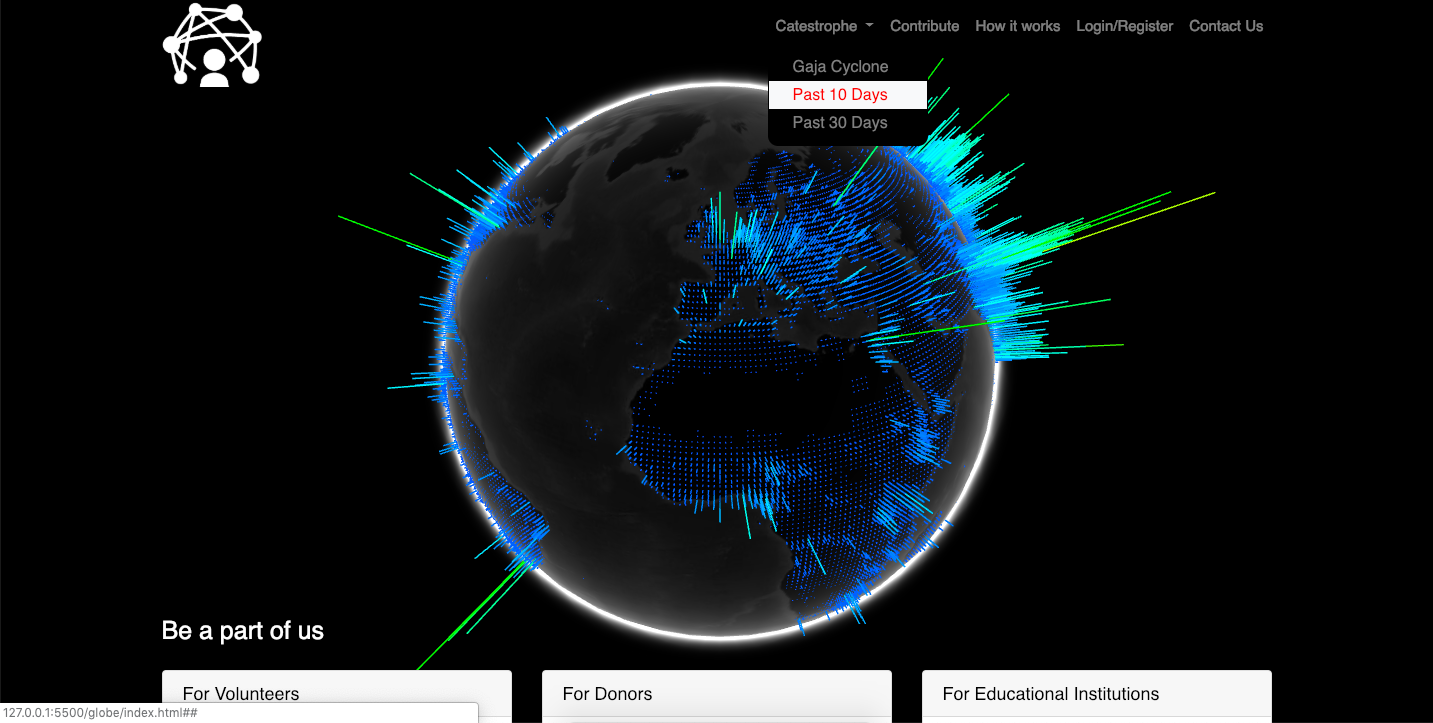 Catestrophe
Contribute
How it works
Login/Register
Contact Us
Gaja Cyclone
Past 10 Days
Past 30 Days
Be a part of us
For Volunteers
For Donors
For Educational Institutions
127.0.0.1:5500/globe/index.html##